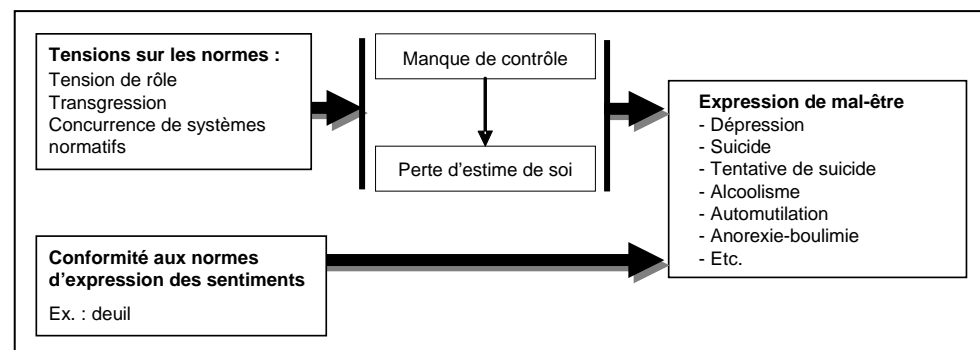 Tensions sur les normes :
Tension de rôle
Transgression
Concurrence de systèmes
normatifs
Manque de contrôle
Perte d'estime de soi
Expression de mal-être
- Dépression
- Suicide
- Tentative de suicide
- Alcoolisme
- Automutilation
- Anorexie-boulimie
- Etc.
Conformité aux normes
d'expression des sentiments
Ex. : deuil